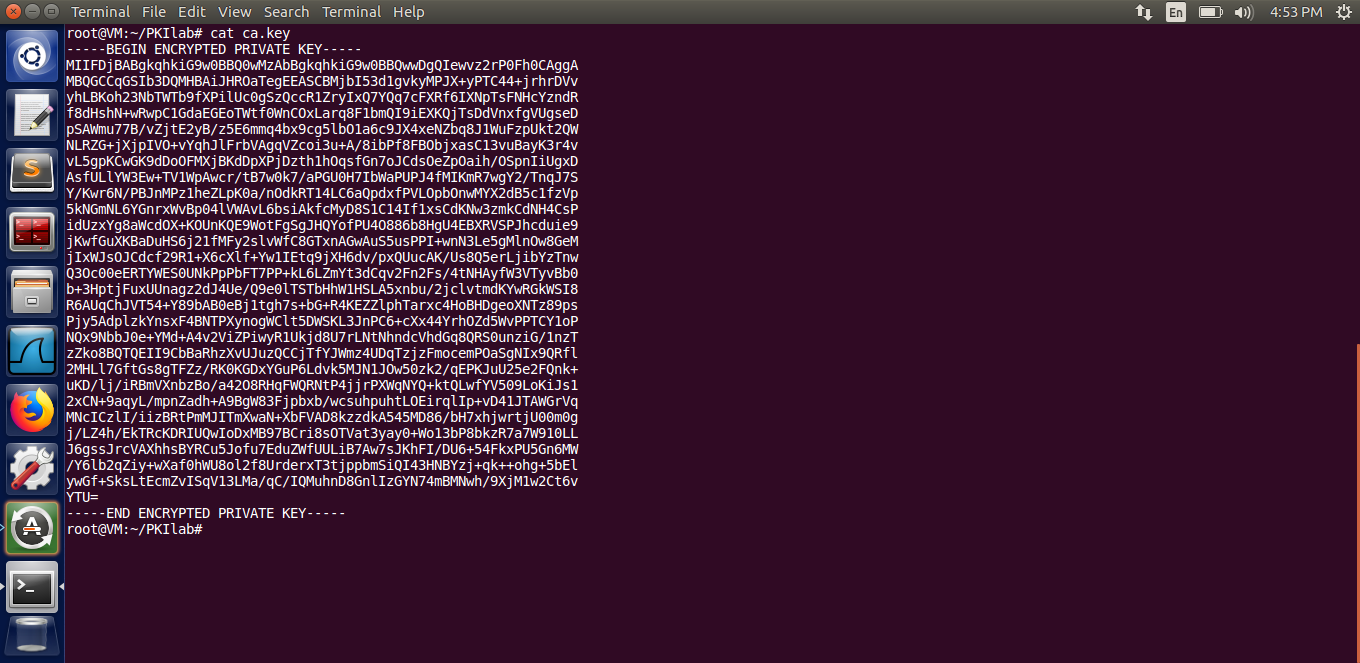 Terminal File Edit View Search Terminal Help En 4:53 PM
root@VM:~/PKIlab# cat ca.key
-----BEGIN ENCRYPTED PRIVATE KEY-----
MIIFDjBABgkqhkiG9w0BBQ0wMzAbBgkqhkiG9w0BBQwwDgQIewvz2rP0Fh0CAggA
MBQGCCqGSIb3DQMHBAiJHROaTegEEASCBMjbI53d1gvkyMPJX+yPTC44+jrhrDVv
yhLBKoh23NbTWTb9fXPilUc0gSzQccR1ZryIxQ7YQq7cFXRf6IXNpTsFNHcYzndR
f8dHshN+wRwpC1GdaEGEoTWtf0WnCOxLarq8F1bmQI9iEXKQjTsDdVnxfgVUgseD
pSAWmu77B/vZjtE2yB/z5E6mmq4bx9cg5lbO1a6c9JX4xeNZbq8J1WuFzpUkt2QW
NLRZG+jXjpIVO+vYqhJlFrbVAgqVZcoi3u+A/8ibPf8FBObjxasC13vuBayK3r4v
vL5gpKCwGK9dDoOFMXjBKdDpXPjDzth1hOqsfGn7oJCdsOeZpOaih/OSpnIiUgxD
AsfULlYW3Ew+TV1WpAwcr/tB7w0k7/aPGU0H7IbWaPUPJ4fMIKmR7wgY2/TnqJ7S
Y/Kwr6N/PBJnMPz1heZLpK0a/nOdkRT14LC6aQpdxfPVLOpbOnwMYX2dB5c1fzVp
5kNGmNL6YGnrxWvBp04lVWAvL6bsiAkfcMyD8S1C14If1xsCdKNw3zmkCdNH4CsP
idUzxYg8aWcdOX+KOUnKQE9WotFgSgJHQYofPU4O886b8HgU4EBXRVSPJhcduie9
jKwfGuXKBaDuHS6j21fMFy2slvWfC8GTxnAGwAuS5usPPI+wnN3Le5gMlnOw8GeM
jIxWJsOJCdcf29R1+X6cXlf+Yw1IEtq9jXH6dv/pxQUucAK/Us8Q5erLjibYzTnw
Q3Oc00eERTYWES0UNkPpPbFT7PP+kL6LZmYt3dCqv2Fn2Fs/4tNHAyfW3VTyvBb0
b+3HptjFuxUUnagz2dJ4Ue/Q9e0lTSTbHhW1HSLA5xnbu/2jclvtmdKYwRGkWSI8
R6AUqChJVT54+Y89bAB0eBj1tgh7s+bG+R4KEZZlphTarxc4HoBHDgeoXNTz89ps
Pjy5AdplzkYnsxF4BNTPXynogWClt5DWSKL3JnPC6+cXx44YrhOZd5WvPPTCY1oP
NQx9NbbJ0e+YMd+A4v2ViZPiwyR1Ukjd8U7rLNtNhndcVhdGq8QRS0unziG/1nzT
zZko8BQTQEII9CbBaRhzXvUJuzQCCjTfYJWmz4UDqTzjzFmocemPOaSgNIx9QRfl
2MHLl7GftGs8gTFZz/RK0KGDxYGuP6Ldvk5MJN1JOw50zk2/qEPKJuU25e2FQnk+
uKD/lj/iRBmVXnbzBo/a42O8RHqFWQRNtP4jjrPXWqNYQ+ktQLwfYV509LoKiJs1
2xCN+9aqyL/mpnZadh+A9BgW83Fjpbxb/wcsuhpuhtLOEirqlIp+vD41JTAWGrVq
MNcICzlI/iizBRtPmMJITmXwaN+XbFVAD8kzzdkA545MD86/bH7xhjwrtjU00m0g
j/LZ4h/EkTRcKDRIUQwIoDxMB97BCri8sOTVat3yay0+Wo13bP8bkzR7a7W910LL
J6gssJrcVAXhhsBYRCu5Jofu7EduZWfUULiB7Aw7sJKhFI/DU6+54FkxPU5Gn6MW
/Y6lb2qZiy+wXaf0hWU8ol2f8UrderxT3tjppbmSiQI43HNBYzj+qk++ohg+5bEl
ywGf+SksLtEcmZvISqV13LMa/qC/IQMuhnD8GnlIzGYN74mBMNwh/9XjM1w2Ct6v
YTU=
-----END ENCRYPTED PRIVATE KEY-----
root@VM:~/PKIlab#